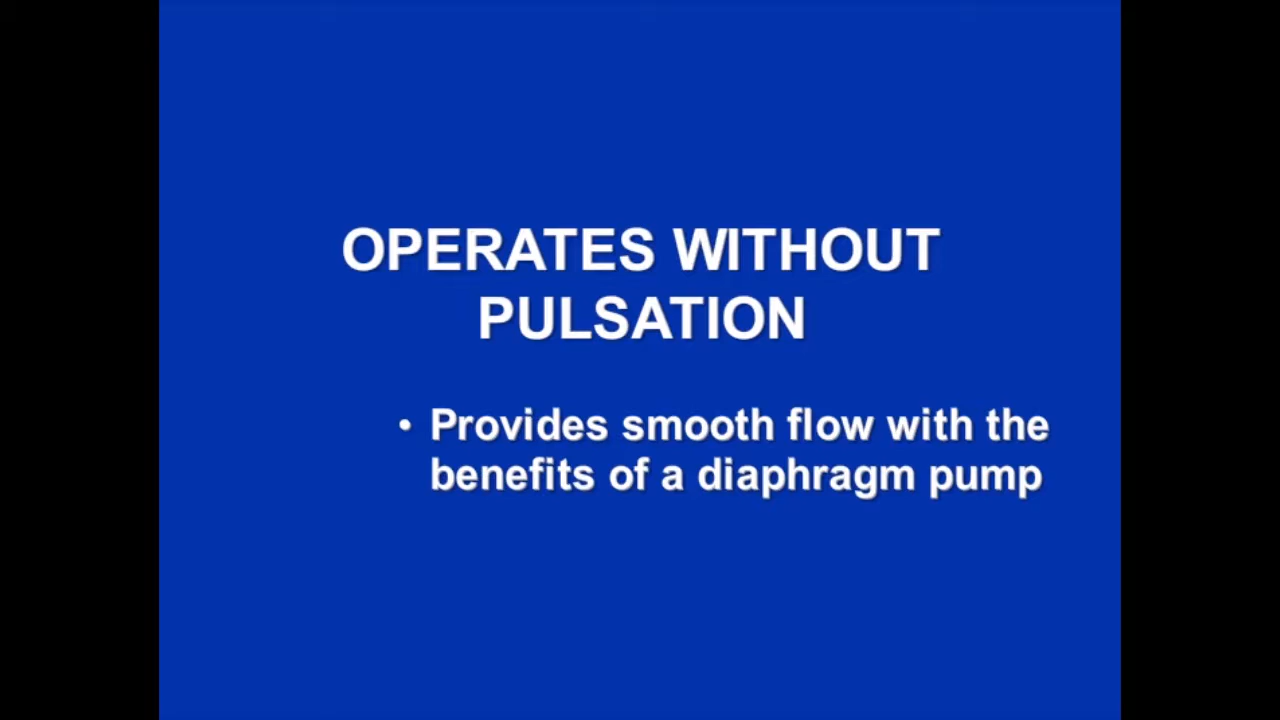 OPERATES WITHOUT
PULSATION
• Provides smooth flow with the
benefits of a diaphragm pump